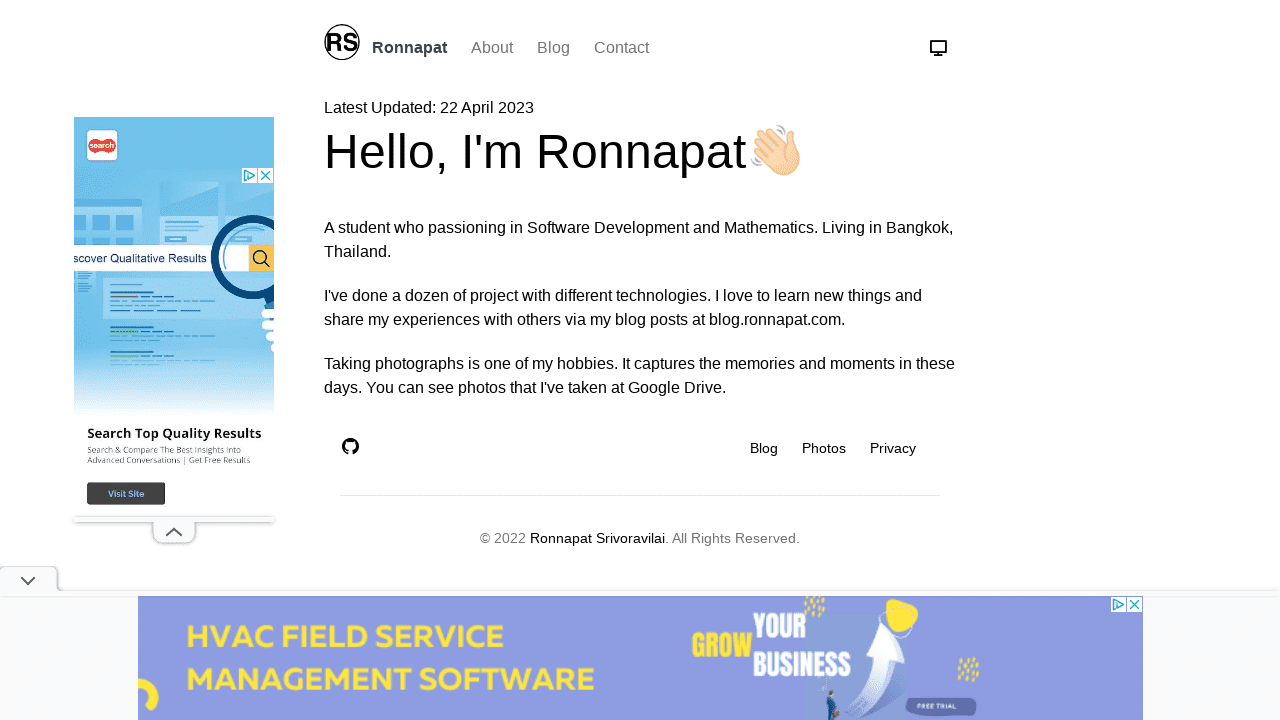 RS
Ronnapat About Blog Contact
Latest Updated: 22 April 2023
Hello, I'm Ronnapat
A student who passioning in Software Development and Mathematics. Living in Bangkok,
Thailand.
I've done a dozen of project with different technologies. I love to learn new things and
share my experiences with others via my blog posts at blog.ronnapat.com.
Taking photographs is one of my hobbies. It captures the memories and moments in these
days. You can see photos that I've taken at Google Drive.
Blog Photos Privacy
© 2022 Ronnapat Srivoravilai. All Rights Reserved.
search
scover Qualitative Results
Search Top Quality Results
Search & Compare The Best Insights Into
Advanced Conversations | Get Free Results
Visit Site
HVAC FIELD SERVICE
MANAGEMENT SOFTWARE
GROW YOUR
BUSINESS
FREE TRIAL